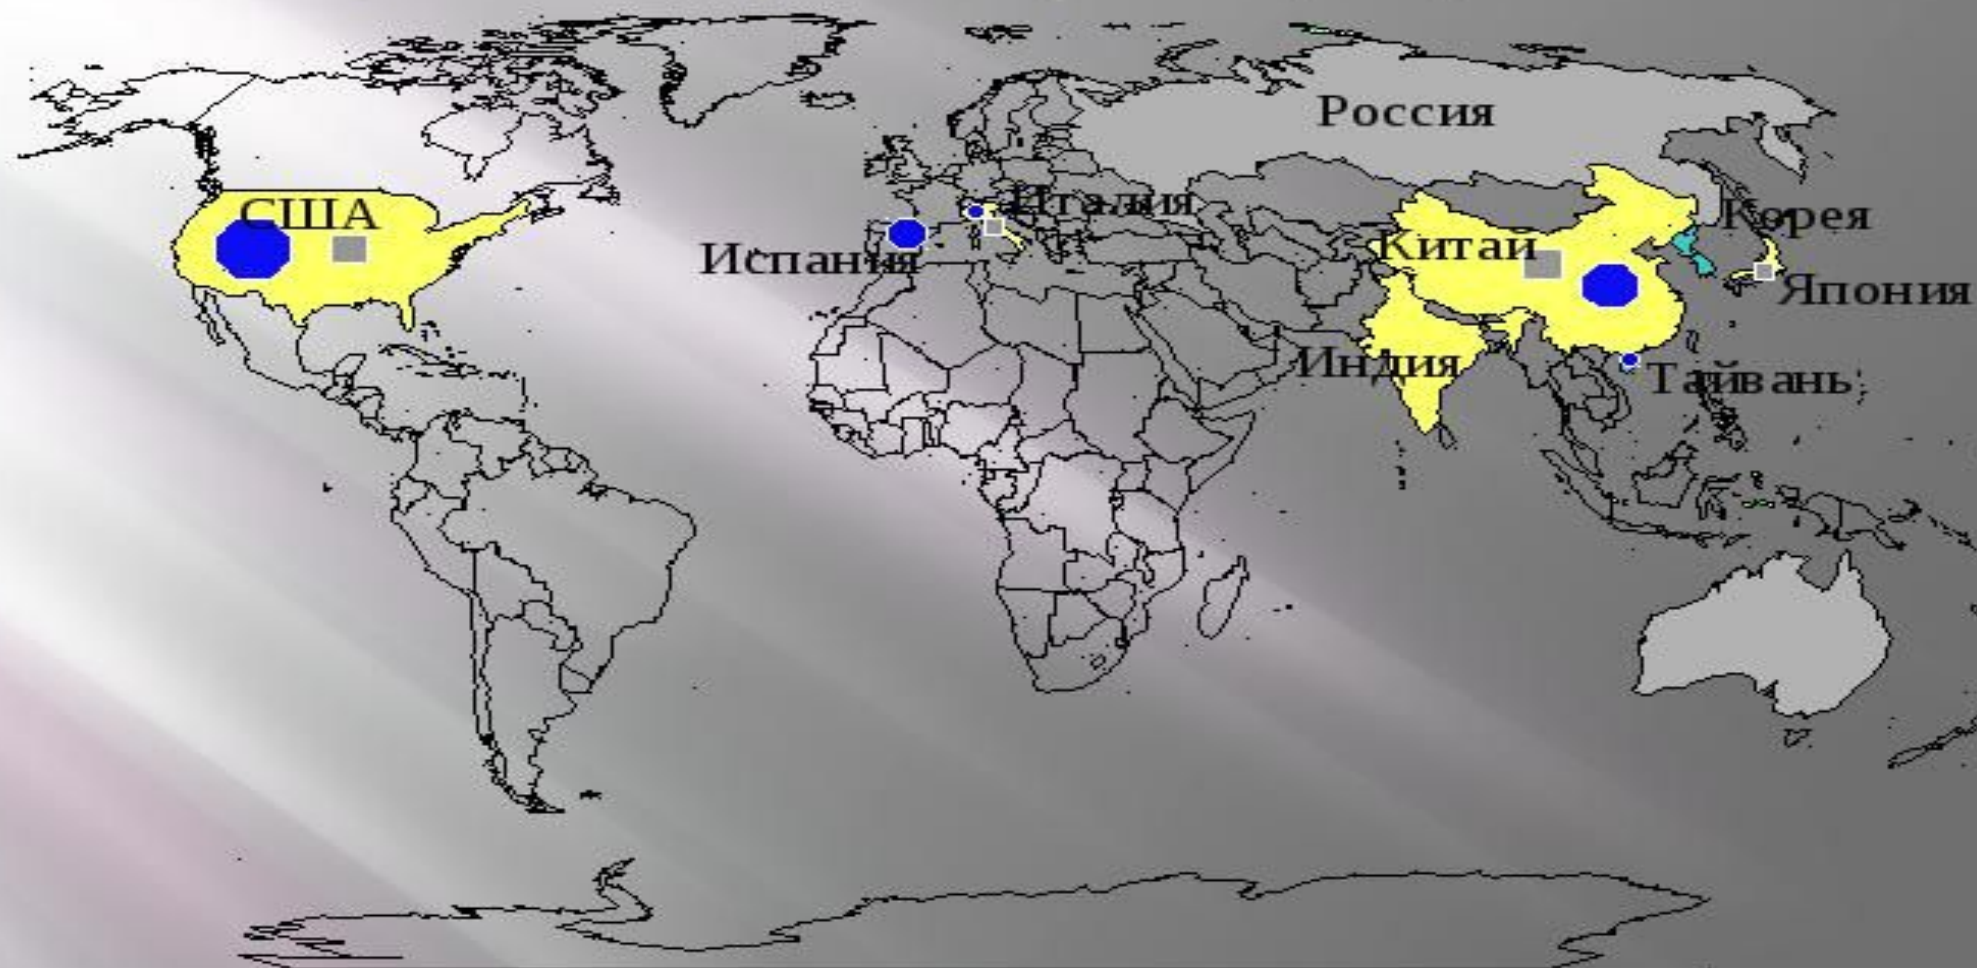 Россия
Италия
США
Корея
Китай
Испания
Япония
Индия
Тайвань